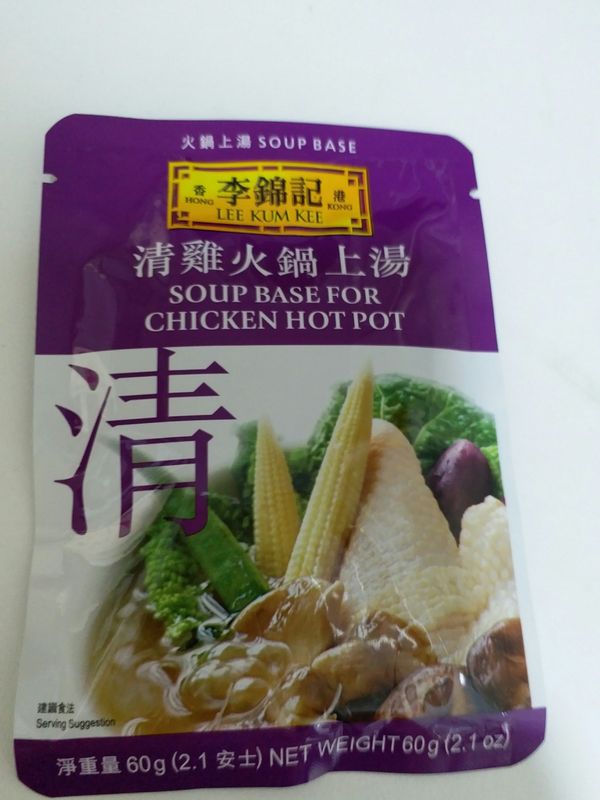 火鍋上湯 SOUP BASE
香 李錦記 港
HONG LEE KUM KEE KONG
清雞火鍋上湯
SOUP BASE FOR
CHICKEN HOT POT
清
建議食法
Serving Suggestion
淨重量 60g (2.1 安士) NET WEIGHT 60g (2.1 oz)